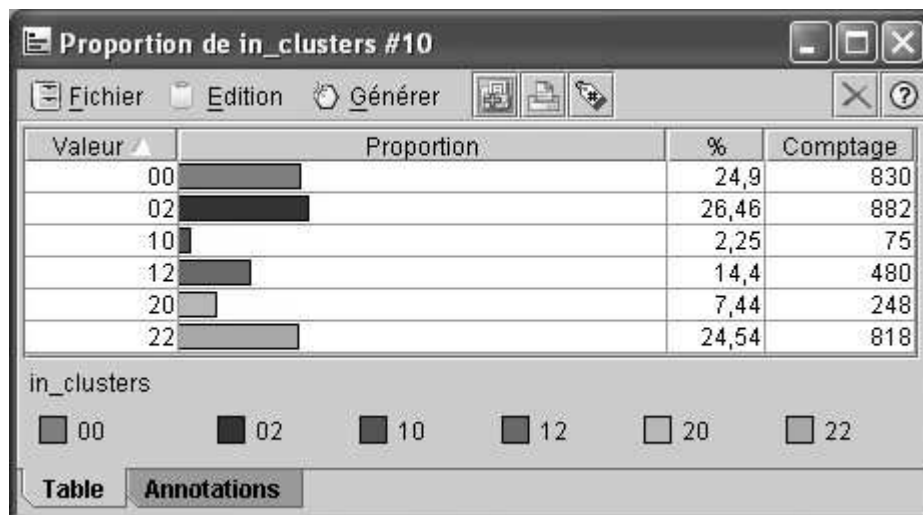 Proportion de in_clusters #10
Fichier Edition Générer
Valeur Proportion % Comptage
00 24,9 830
02 26,46 882
10 2,25 75
12 14,4 480
20 7,44 248
22 24,54 818
in_clusters
00 02 10 12 20 22
Table Annotations